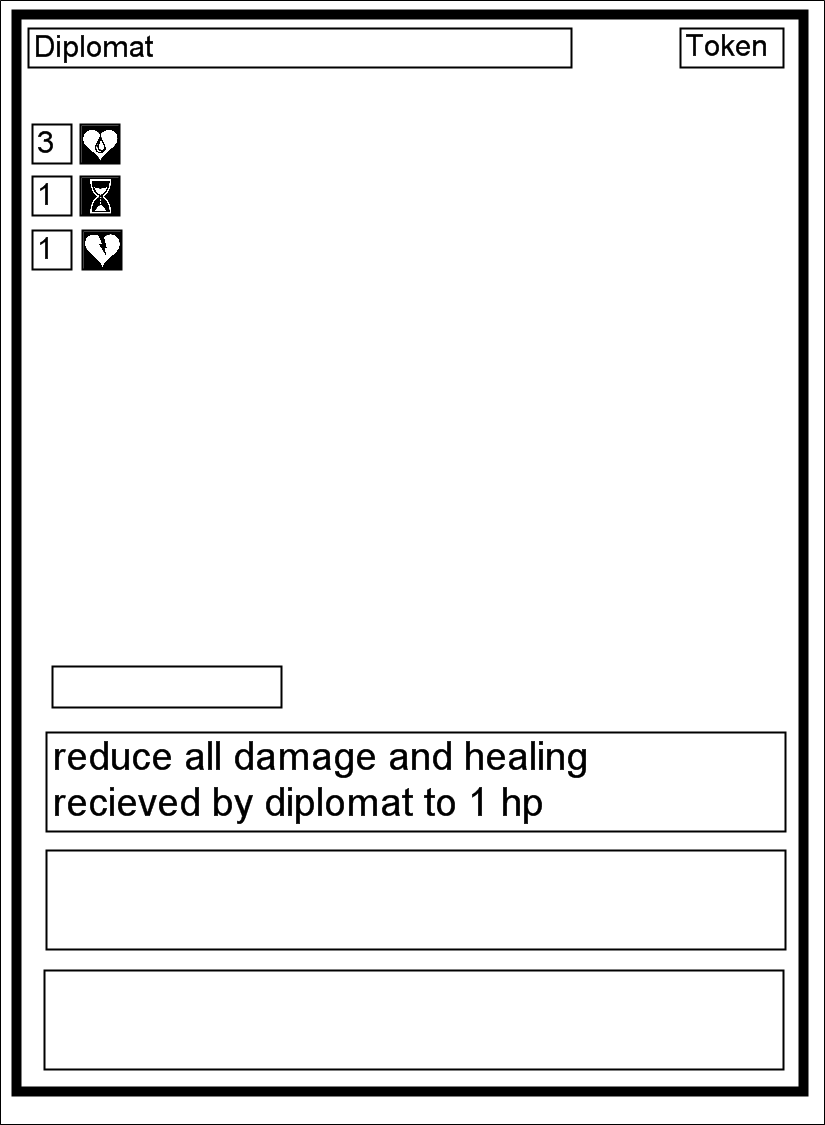 Diplomat
Token
3
1
1
reduce all damage and healing
recieved by diplomat to 1 hp